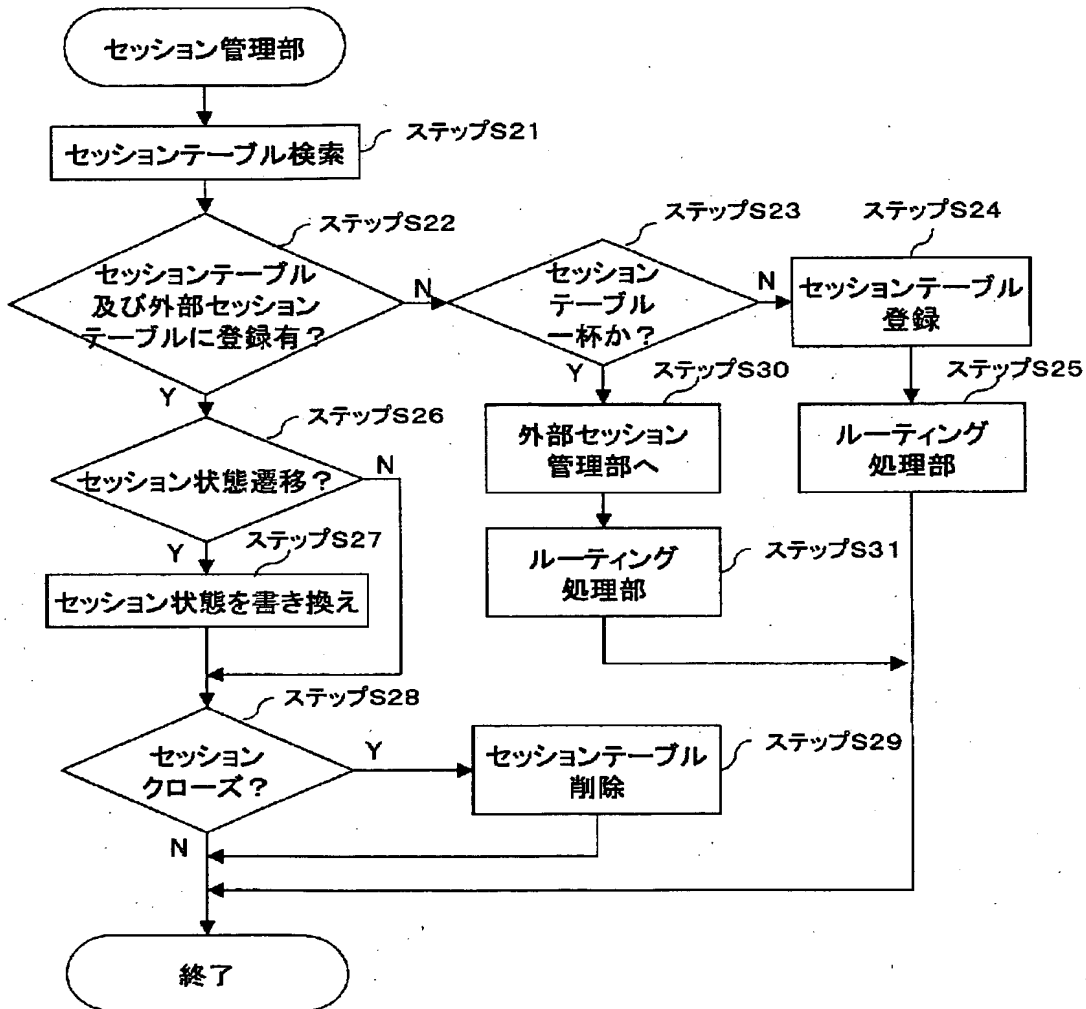 セッション管理部
ステップS21
セッションテーブル検索
ステップS22
セッションテーブル
及び外部セッション
テーブルに登録有？
N
Y
ステップS23
セッション
テーブル
一杯か？
N
Y
ステップS24
セッションテーブル
登録
ステップS25
ルーティング
処理部
ステップS30
外部セッション
管理部へ
ステップS31
ルーティング
処理部
ステップS26
セッション状態遷移？
N
Y
ステップS27
セッション状態を書き換え
ステップS28
セッション
クローズ？
Y
N
ステップS29
セッションテーブル
削除
終了